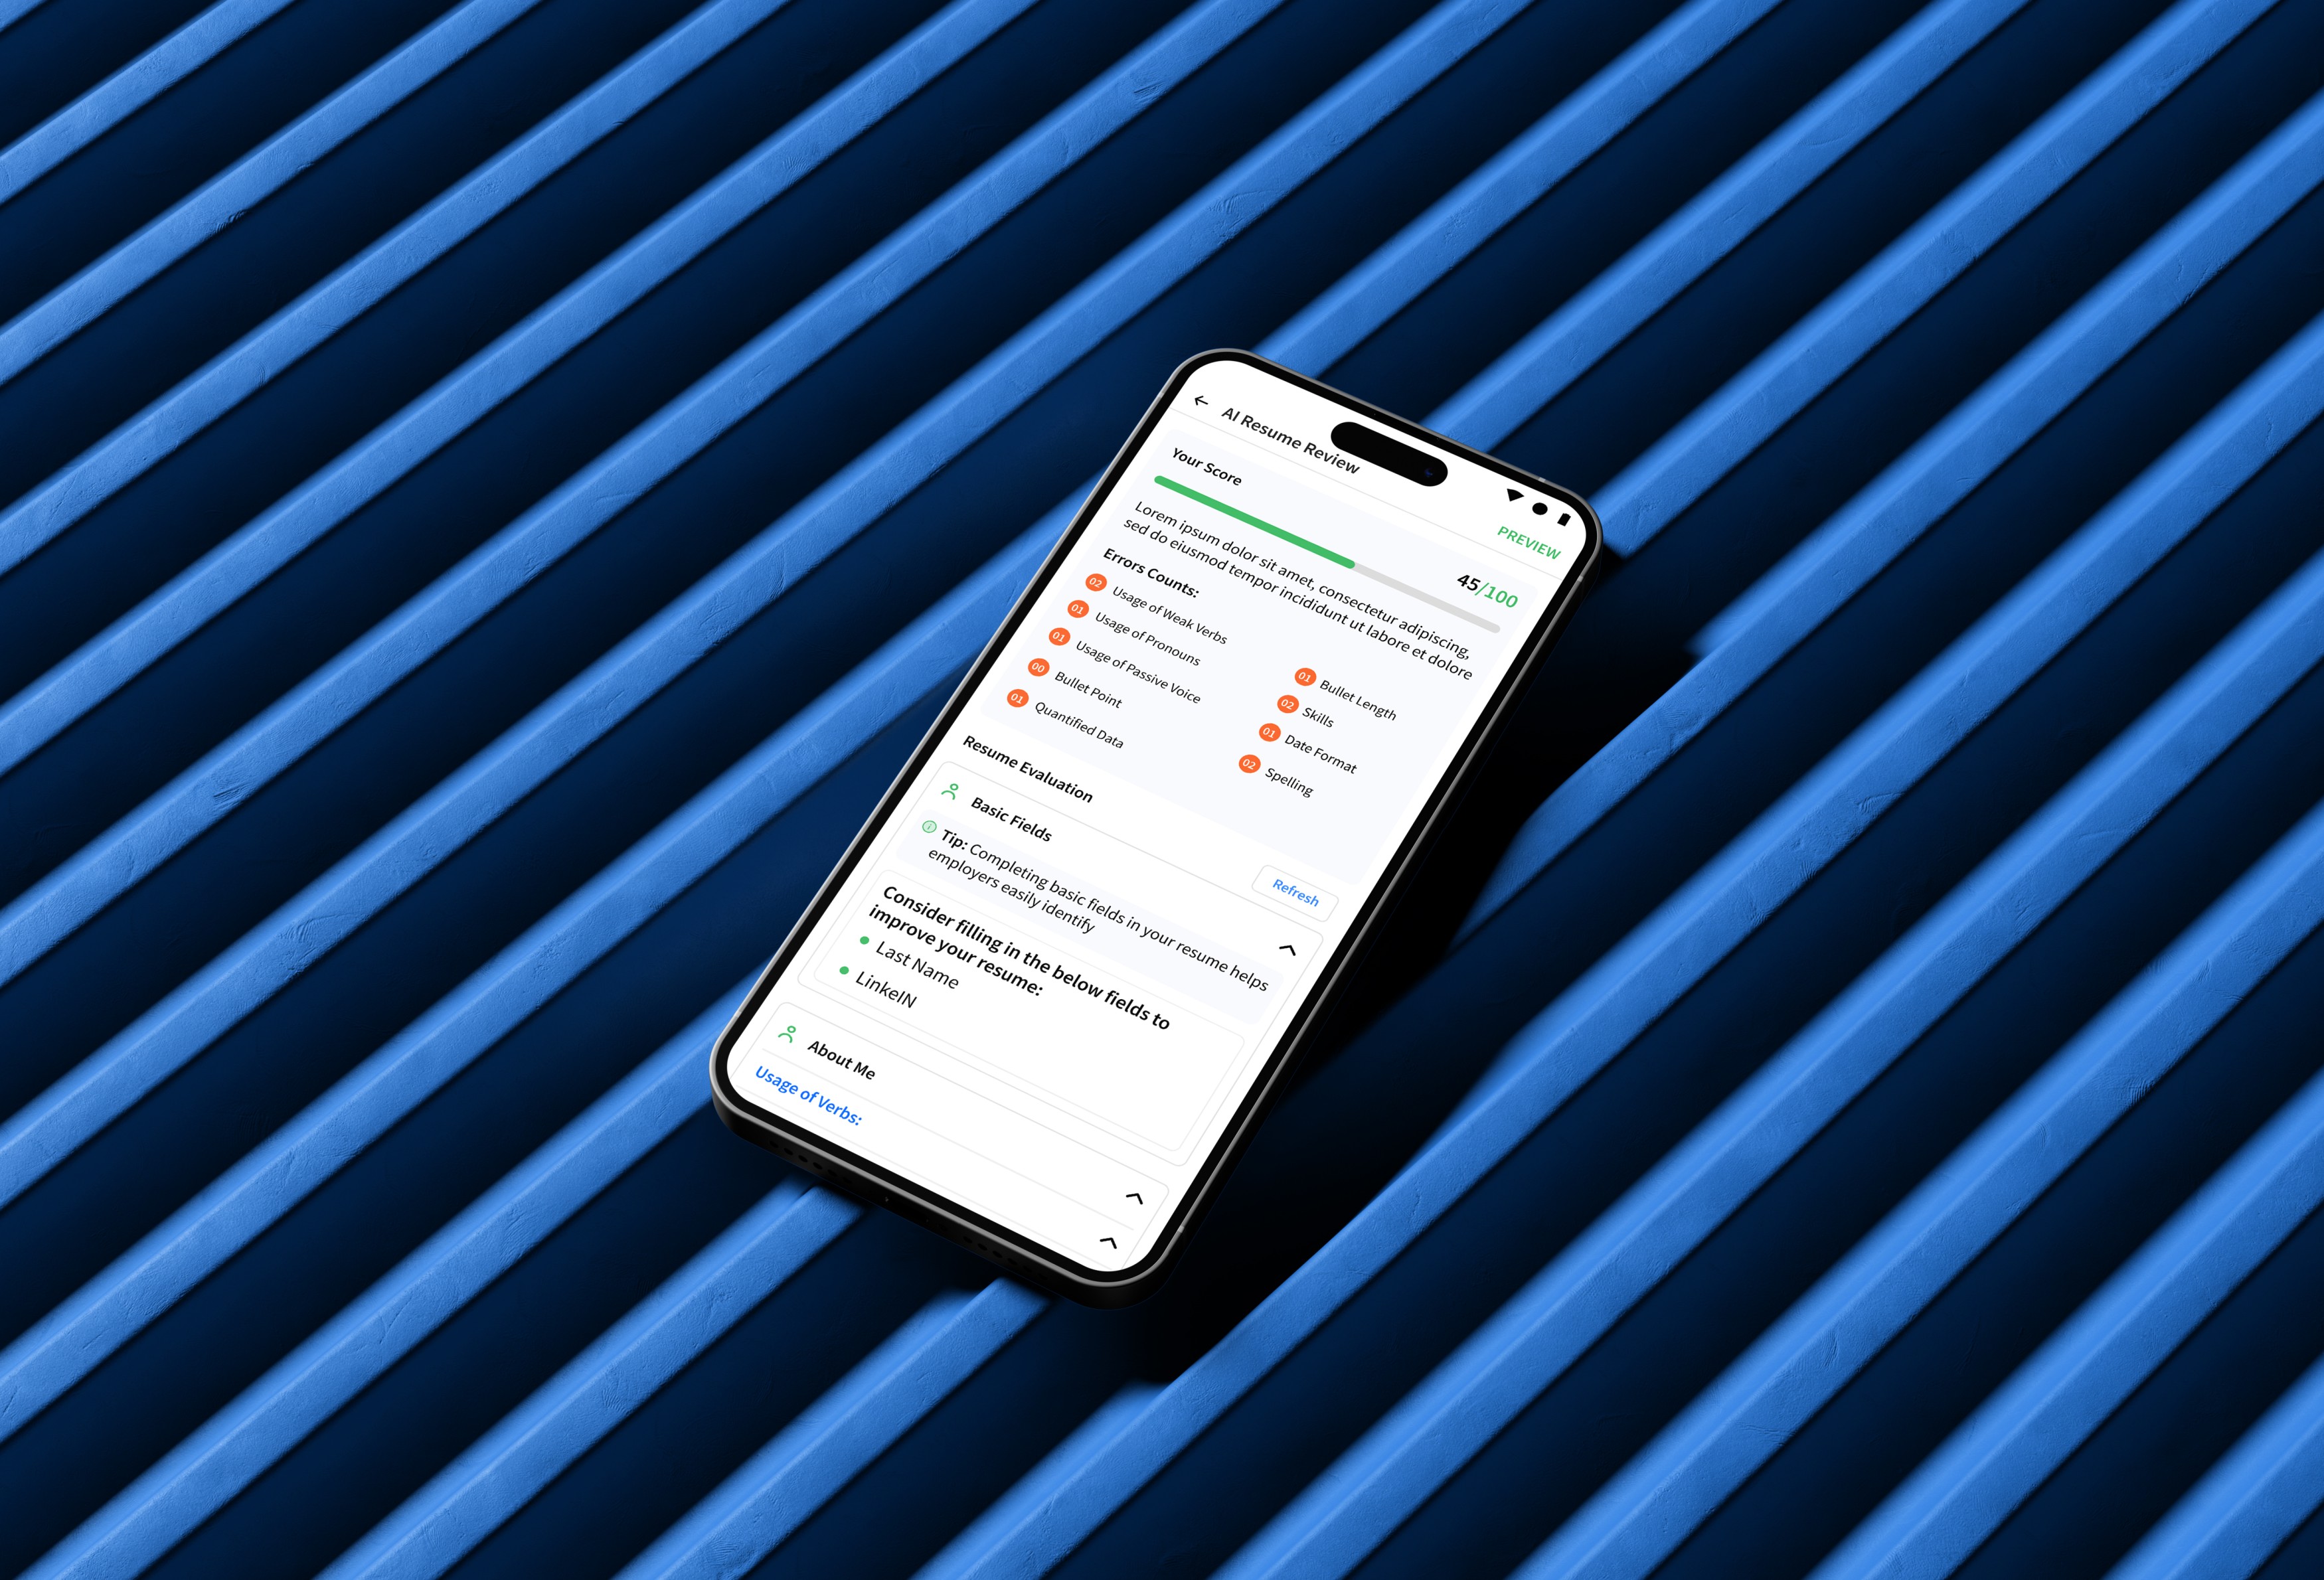 AI Resume Review
PREVIEW
Your Score
45/100
Lorem ipsum dolor sit amet, consectetur adipiscing,
sed do eiusmod tempor incididunt ut labore et dolore
Errors Counts:
02 Usage of Weak Verbs
01 Usage of Pronouns
01 Usage of Passive Voice
00 Bullet Point
01 Quantified Data
01 Bullet Length
02 Skills
01 Date Format
02 Spelling
Resume Evaluation
Refresh
Basic Fields
Tip: Completing basic fields in your resume helps
employers easily identify
Consider filling in the below fields to
improve your resume:
Last Name
LinkeIN
About Me
Usage of Verbs: